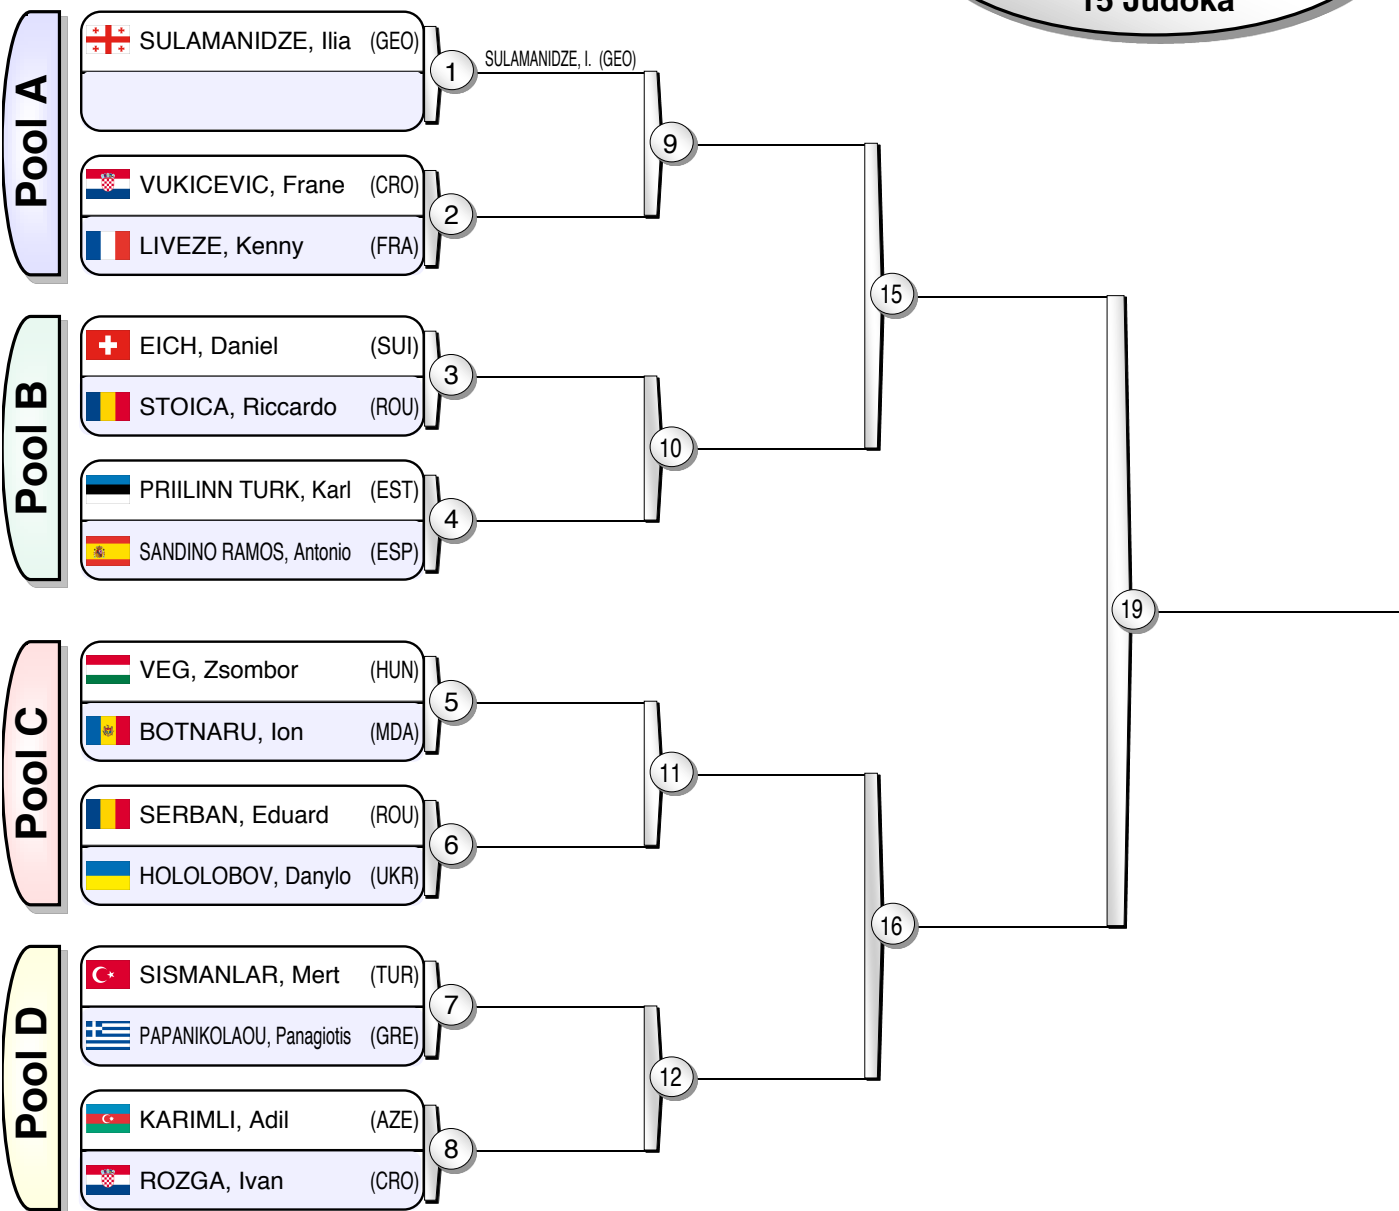 15 Judoka
Pool A
SULAMANIDZE, Ilia (GEO)
1
SULAMANIDZE, I. (GEO)
9
VUKICEVIC, Frane (CRO)
2
LIVEZE, Kenny (FRA)
15
Pool B
EICH, Daniel (SUI)
3
STOICA, Riccardo (ROU)
10
PRIILINN TURK, Karl (EST)
4
SANDINO RAMOS, Antonio (ESP)
19
Pool C
VEG, Zsombor (HUN)
5
BOTNARU, Ion (MDA)
11
SERBAN, Eduard (ROU)
6
HOLOLOBOV, Danylo (UKR)
16
Pool D
SISMANLAR, Mert (TUR)
7
PAPANIKOLAOU, Panagiotis (GRE)
12
KARIMLI, Adil (AZE)
8
ROZGA, Ivan (CRO)